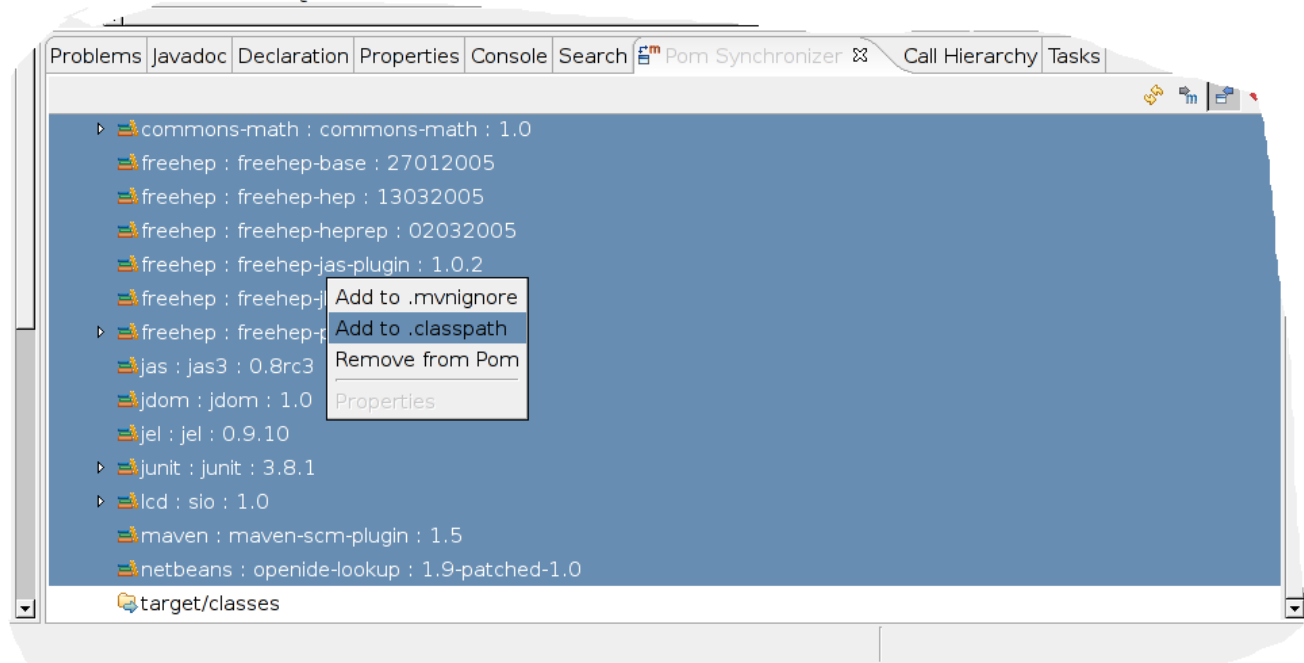 Problems Javadoc Declaration Properties Console Search Pom Synchronizer Call Hierarchy Tasks
commons-math : commons-math : 1.0
freehep : freehep-base : 27012005
freehep : freehep-hep : 13032005
freehep : freehep-heprep : 02032005
freehep : freehep-jas-plugin : 1.0.2
freehep :
freehep :
jas : jas3 : 0.8rc3
jdom : jdom : 1.0
jel : jel : 0.9.10
junit : junit : 3.8.1
lcd : sio : 1.0
maven : maven-scm-plugin : 1.5
netbeans : openide-lookup : 1.9-patched-1.0
target/classes
Add to .mvnignore
Add to .classpath
Remove from Pom
Properties